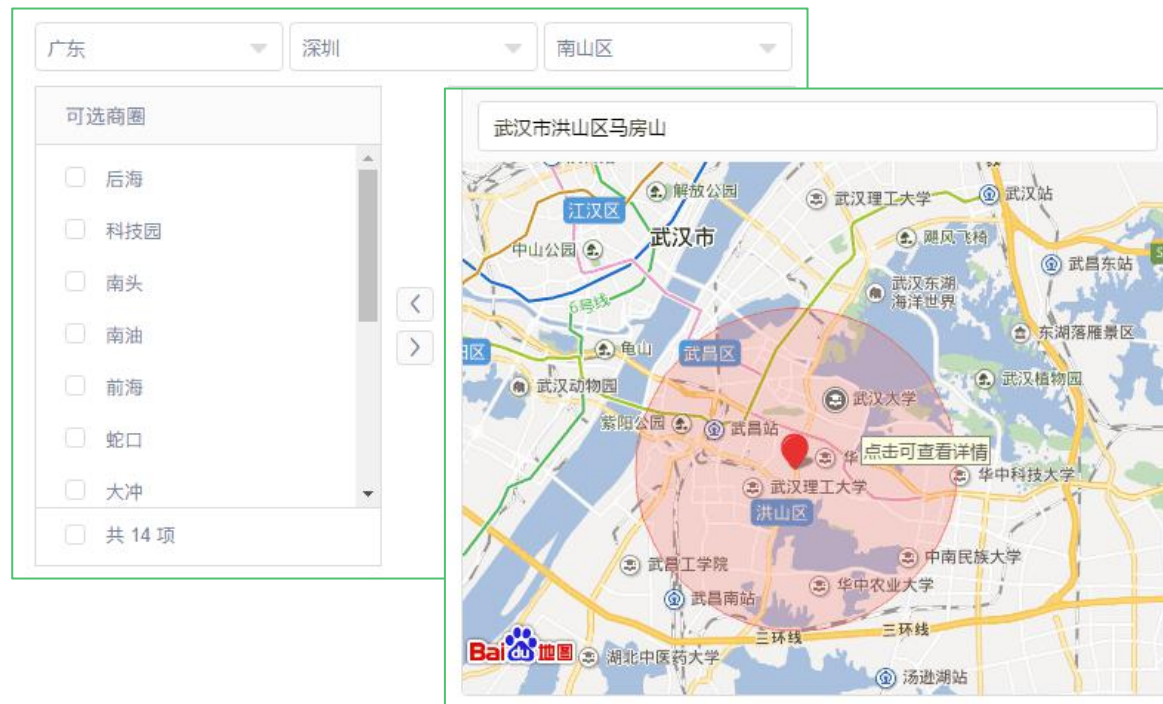 广东
深圳
南山区
可选商圈
后海
科技园
南头
南油
前海
蛇口
大冲
共 14 项
武汉市洪山区马房山
解放公园
武汉理工大学
武汉站
江汉区
武汉市
中山公园
飓风飞椅
武昌东站
S
武汉东湖
海洋世界
6号线
东湖落雁景区
龟山
武昌区
区
武汉植物园
武汉动物园
武汉大学
紫阳公园
武昌站
华
点击可查看详情
华中科技大学
武汉理工大学
洪山区
武昌工学院
中南民族大学
华中农业大学
武昌南站
三环线
三环线
Bai du 地图
湖北中医药大学
汤逊湖站